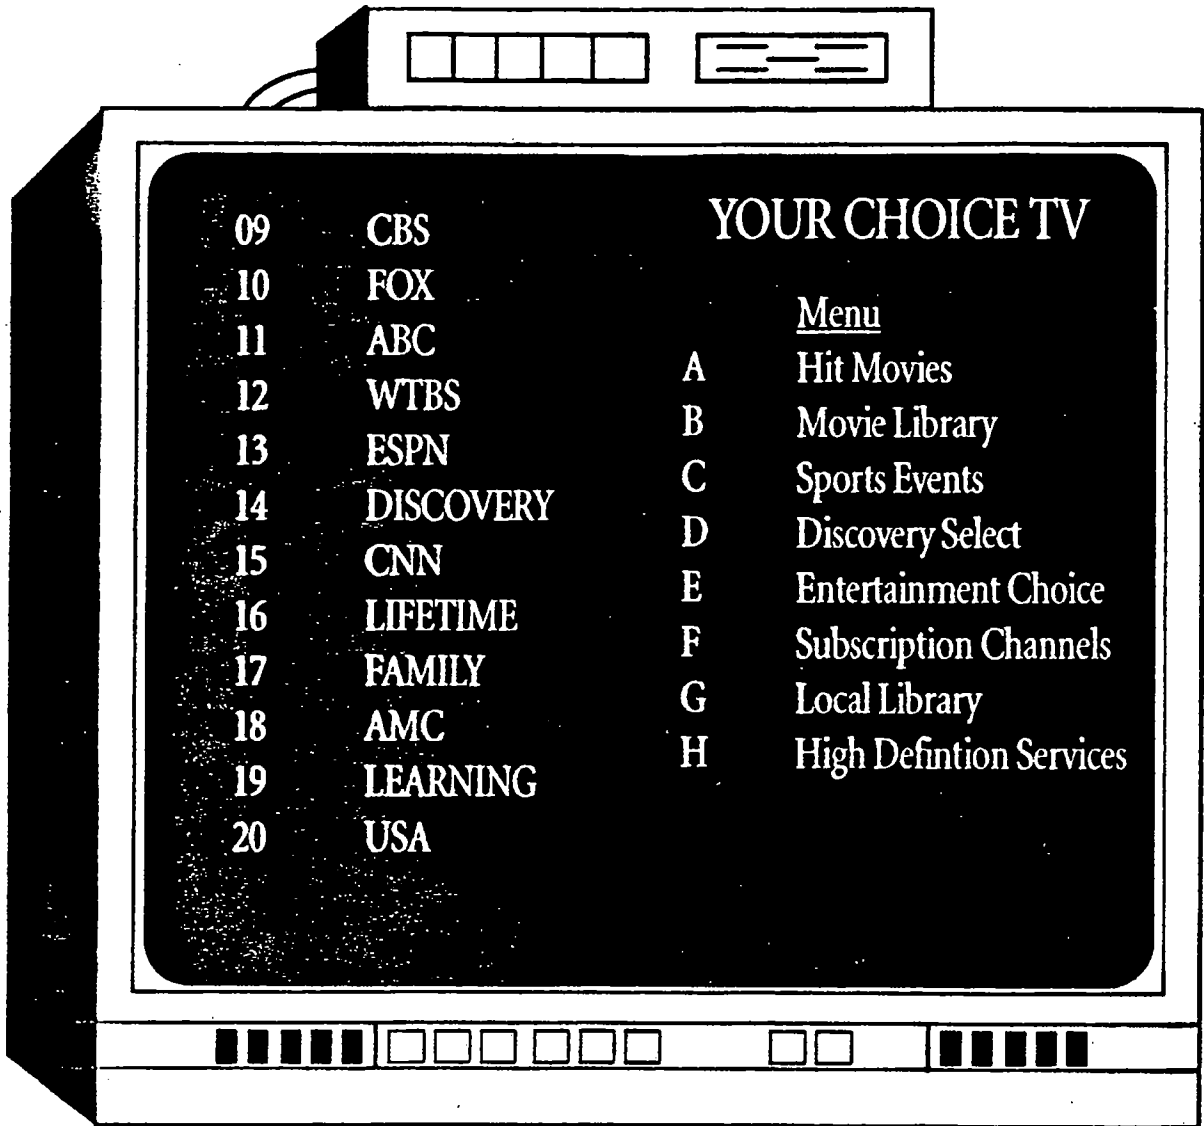 09 CBS
10 FOX
11 ABC
12 WTBS
13 ESPN
14 DISCOVERY
15 CNN
16 LIFETIME
17 FAMILY
18 AMC
19 LEARNING
20 USA
YOUR CHOICE TV
Menu
A Hit Movies
B Movie Library
C Sports Events
D Discovery Select
E Entertainment Choice
F Subscription Channels
G Local Library
H High Defintion Services